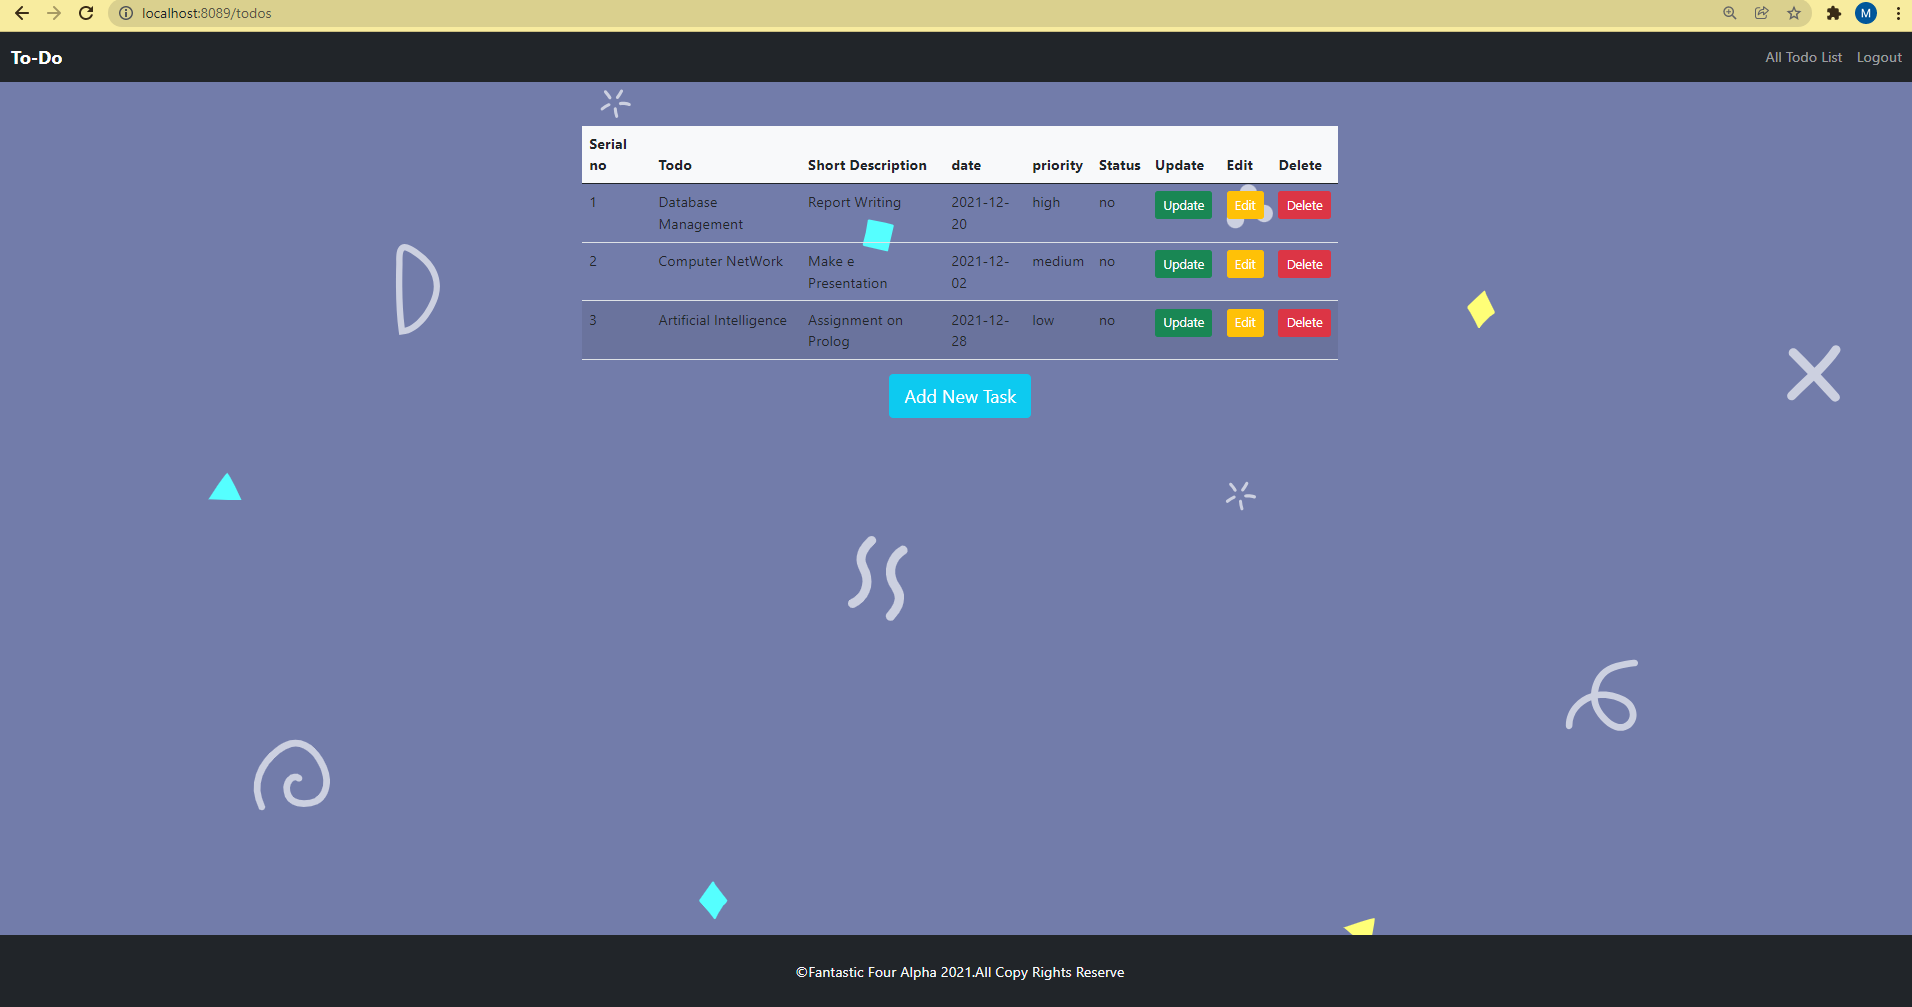 localhost:8089/todos
M
To-Do
All Todo List Logout
Serial
no Todo Short Description date priority Status Update Edit Delete
1 Database Report Writing 2021-12- high no Update Edit Delete
Management 20
2 Computer NetWork Make e 2021-12- medium no Update Edit Delete
Presentation 02
3 Artificial Intelligence Assignment on 2021-12- low no Update Edit Delete
Prolog 28
Add New Task
©Fantastic Four Alpha 2021.All Copy Rights Reserve